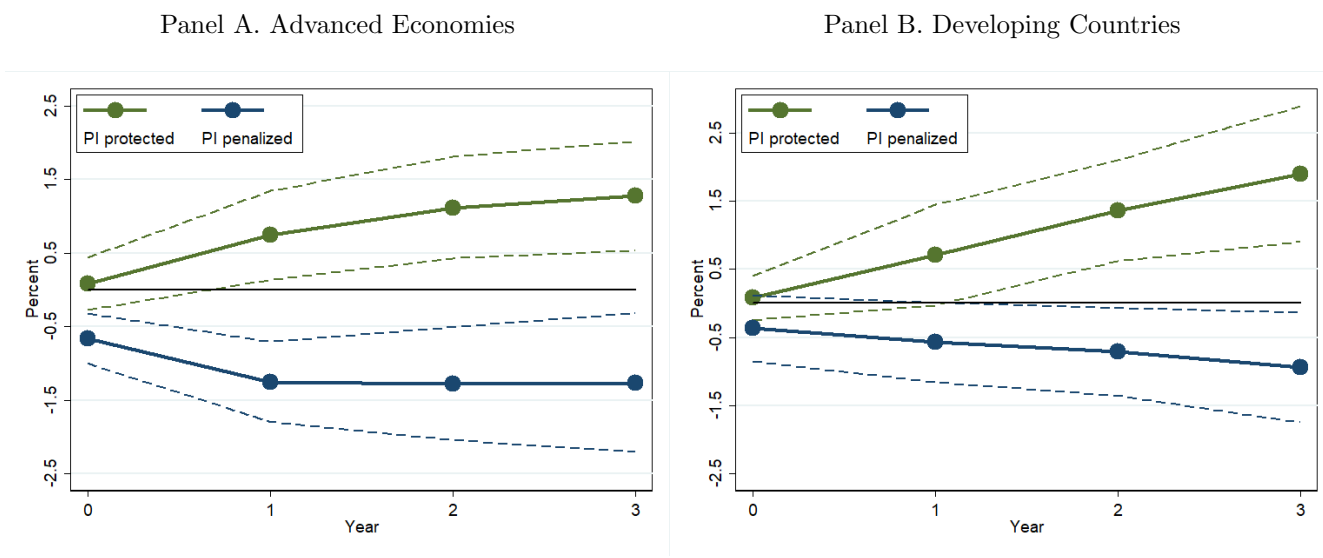 Panel A. Advanced Economies
PI protected PI penalized
2.5
1.5
0.5
-0.5
-1.5
-2.5
Percent
0 1 2 3
Year
Panel B. Developing Countries
PI protected PI penalized
2.5
1.5
0.5
-0.5
-1.5
-2.5
Percent
0 1 2 3
Year